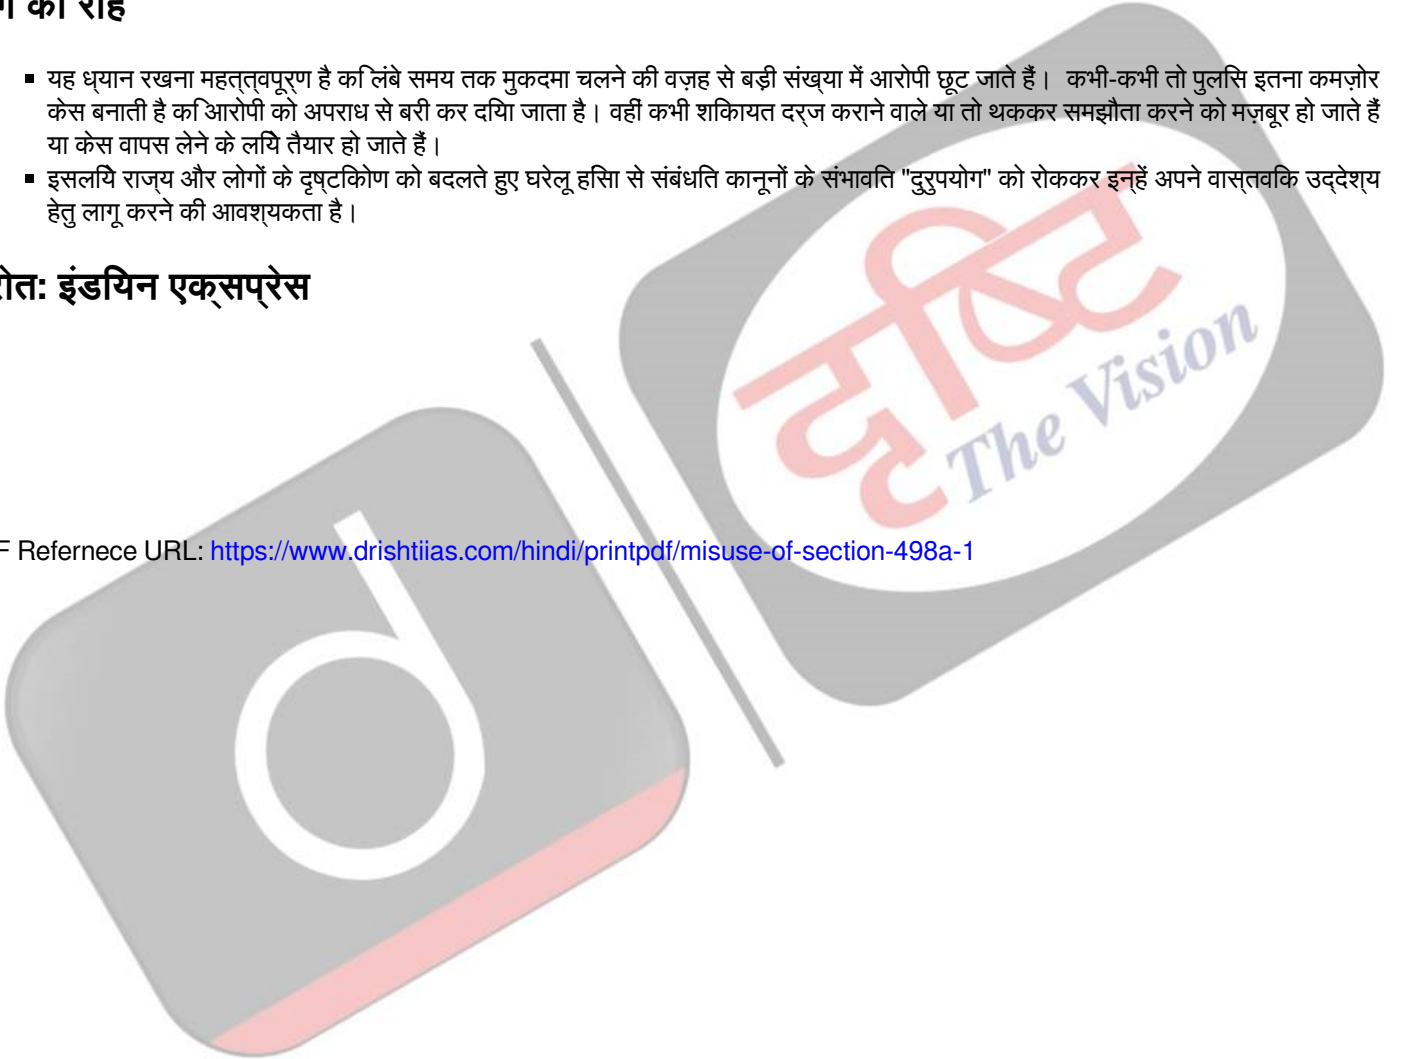 की राह
यह ध्यान रखना महत्त्वपूर्ण है कि लंबे समय तक मुकदमा चलने की वज़ह से बड़ी संख्या में आरोपी छूट जाते हैं। कभी-कभी तो पुलिस इतना कमज़ोर
केस बनाती है कि आरोपी को अपराध से बरी कर दिया जाता है। वहीं कभी शिकायत दर्ज कराने वाले या तो थककर समझौता करने को मज़बूर हो जाते हैं
या केस वापस लेने के लिये तैयार हो जाते हैं।
इसलिये राज्य और लोगों के दृष्टिकोण को बदलते हुए घरेलू हिंसा से संबंधित कानूनों के संभावित "दुरुपयोग" को रोककर इन्हें अपने वास्तविक उद्देश्य
हेतु लागू करने की आवश्यकता है।
रोत: इंडियन एक्सप्रेस
दृष्टि
The Vision
F Refernece URL: https://www.drishtiias.com/hindi/printpdf/misuse-of-section-498a-1